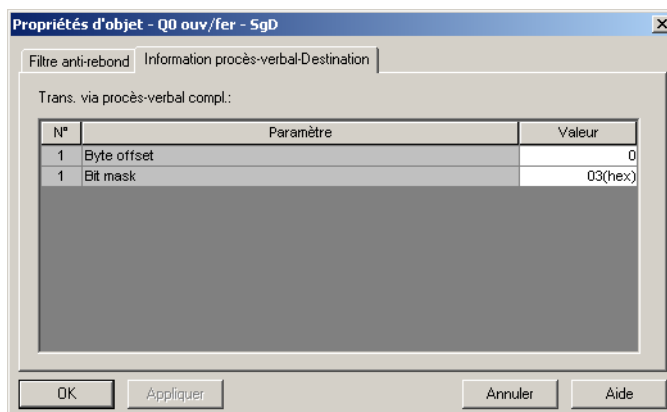 Propriétés d'objet - Q0 ouv/fer - SgD
Filtre anti-rebond Information procès-verbal-Destination
Trans. via procès-verbal compl.:
N° Paramètre Valeur
1 Byte offset 0
1 Bit mask 03(hex)
OK Appliquer Annuler Aide